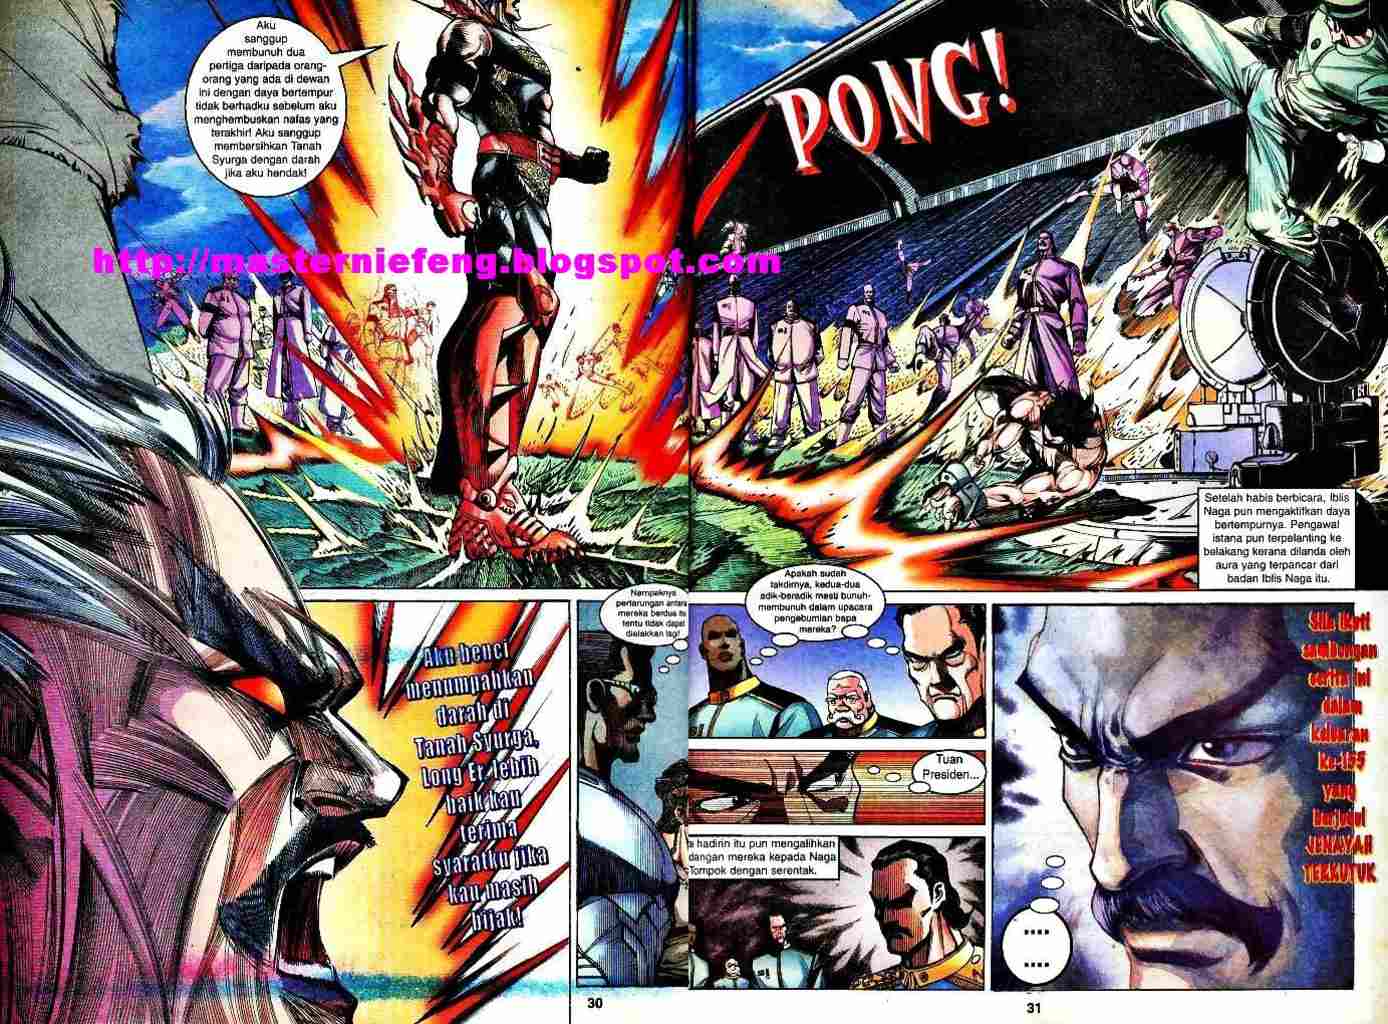 Aku
sanggup
membunuh dua
pertiga daripada orang-
orang yang ada di dewan
ini dengan daya bertempur
tidak berhadku sebelum aku
menghembuskan nafas yang
terakhir! Aku sanggup
membersihkan Tanah
Syurga dengan darah
jika aku hendak!
PONG!
http://masterniefeng.blogspot.com
Setelah habis berbicara, Iblis
Naga pun mengaktifkan daya
bertempurnya. Pengawal
istana pun terpelanting ke
belakang kerana dilanda oleh
aura yang terpancar dari
badan Iblis Naga itu.
Aku benci
menumpahkan
darah di
Tanah Syurga,
Long Er lebih
baik kau
terima
syaratku jika
kau masih
bijak!
Nampaknya
pertarungan antara
mereka berdua itu
tentu tidak dapat
dielakkan lagi!
Apakah sudah
takdirnya, kedua-dua
adik-beradik mesti bunuh-
membunuh dalam upacara
pengebumian bapa
mereka?
Tuan
Presiden...
a hadirin itu pun mengalihkan
dangan mereka kepada Naga
Tompok dengan serentak.
....
....
Sila ikuti
sambungan
cerita ini
dalam
keluaran
ke-155
yang
berjudul
JENAYAH
TERKUTUK
30
31